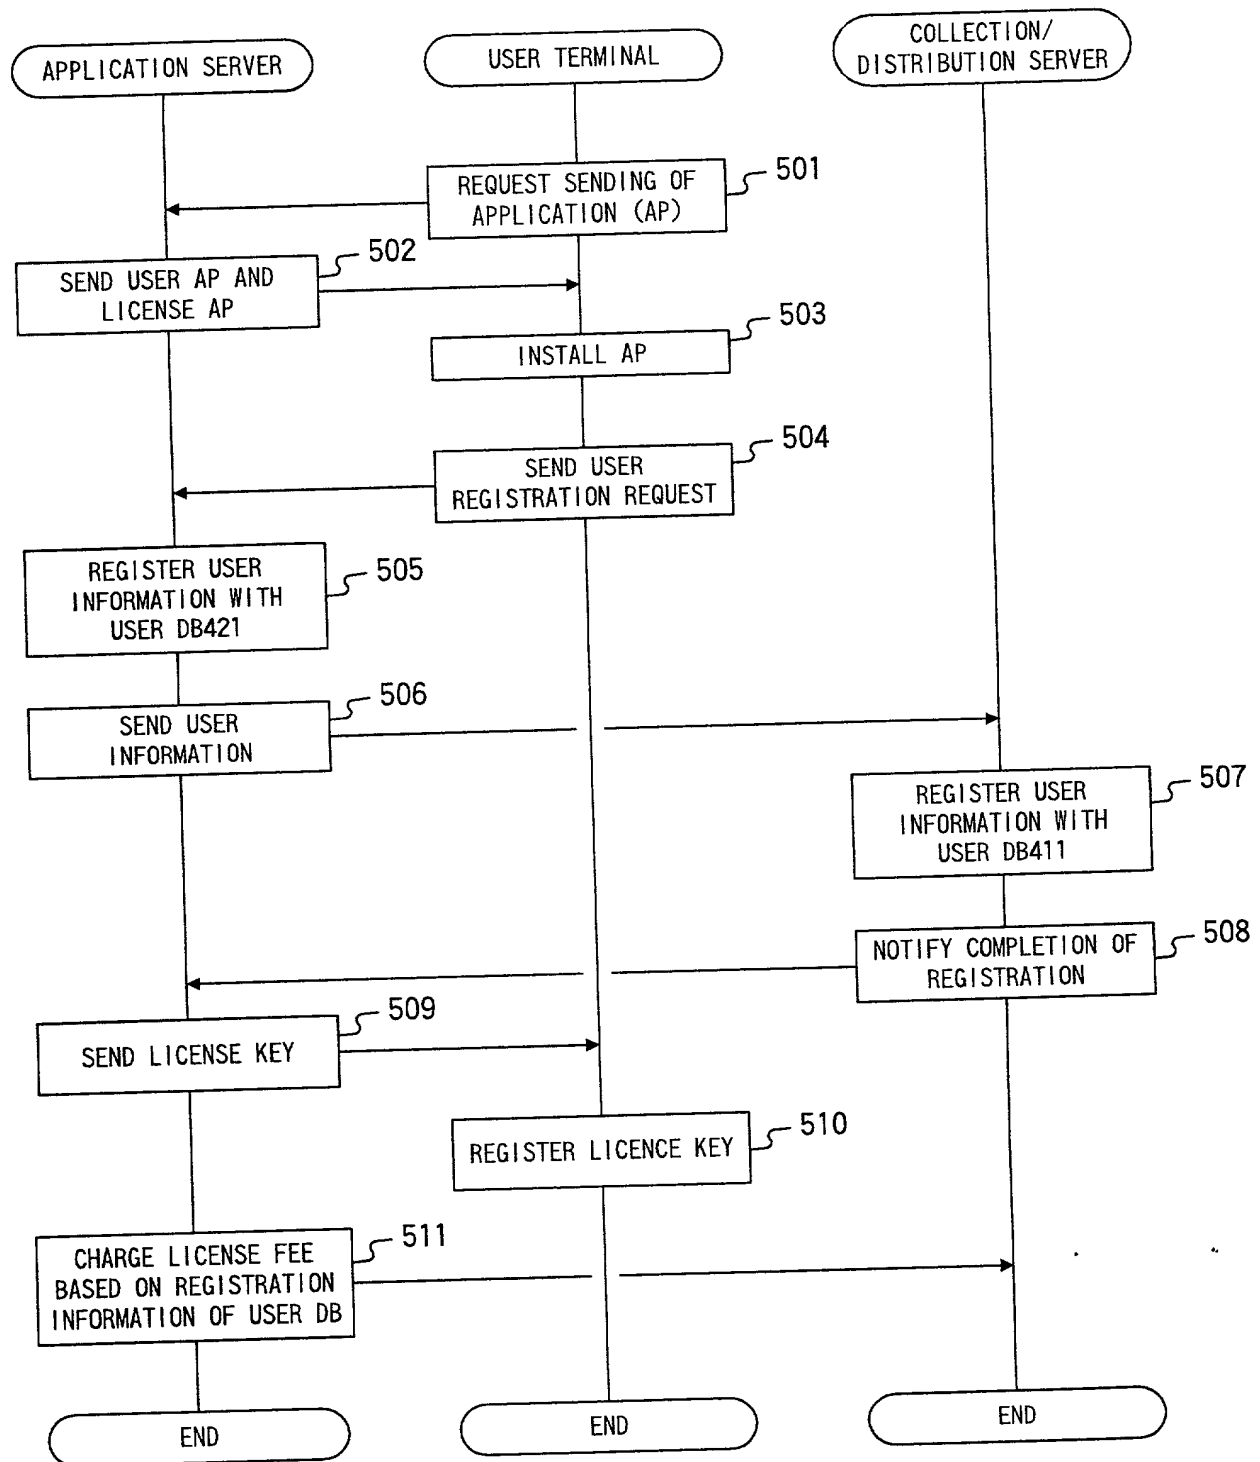 APPLICATION SERVER
USER TERMINAL
COLLECTION/
DISTRIBUTION SERVER
REQUEST SENDING OF
APPLICATION (AP)
501
SEND USER AP AND
LICENSE AP
502
INSTALL AP
503
SEND USER
REGISTRATION REQUEST
504
REGISTER USER
INFORMATION WITH
USER DB421
505
SEND USER
INFORMATION
506
REGISTER USER
INFORMATION WITH
USER DB411
507
NOTIFY COMPLETION OF
REGISTRATION
508
SEND LICENSE KEY
509
REGISTER LICENCE KEY
510
CHARGE LICENSE FEE
BASED ON REGISTRATION
INFORMATION OF USER DB
511
END
END
END